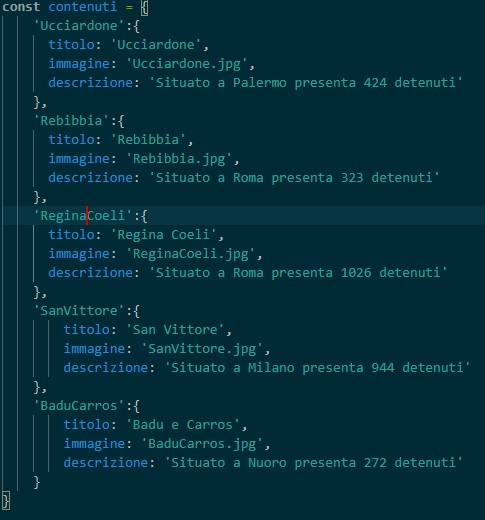 const contenuti = {
    'Ucciardone':{
      titolo: 'Ucciardone',
      immagine: 'Ucciardone.jpg',
      descrizione: 'Situato a Palermo presenta 424 detenuti'
    },
    'Rebibbia':{
      titolo: 'Rebibbia',
      immagine: 'Rebibbia.jpg',
      descrizione: 'Situato a Roma presenta 323 detenuti'
    },
    'ReginaCoeli':{
      titolo: 'Regina Coeli',
      immagine: 'ReginaCoeli.jpg',
      descrizione: 'Situato a Roma presenta 1026 detenuti'
    },
    'SanVittore':{
        titolo: 'San Vittore',
        immagine: 'SanVittore.jpg',
        descrizione: 'Situato a Milano presenta 944 detenuti'
    },
    'BaduCarros':{
        titolo: 'Badu e Carros',
        immagine: 'BaduCarros.jpg',
        descrizione: 'Situato a Nuoro presenta 272 detenuti'
    }
}